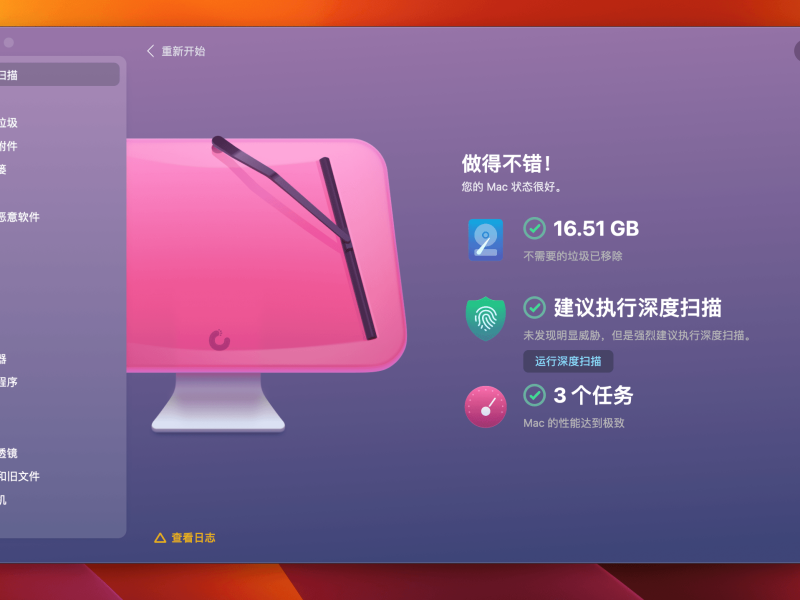 重新开始
扫描
垃圾
附件
恶意软件
器
程序
透镜
和旧文件
机
做得不错！
您的 Mac 状态很好。
16.51 GB
不需要的垃圾已移除
建议执行深度扫描
未发现明显威胁，但是强烈建议执行深度扫描。
运行深度扫描
3 个任务
Mac 的性能达到极致
查看日志